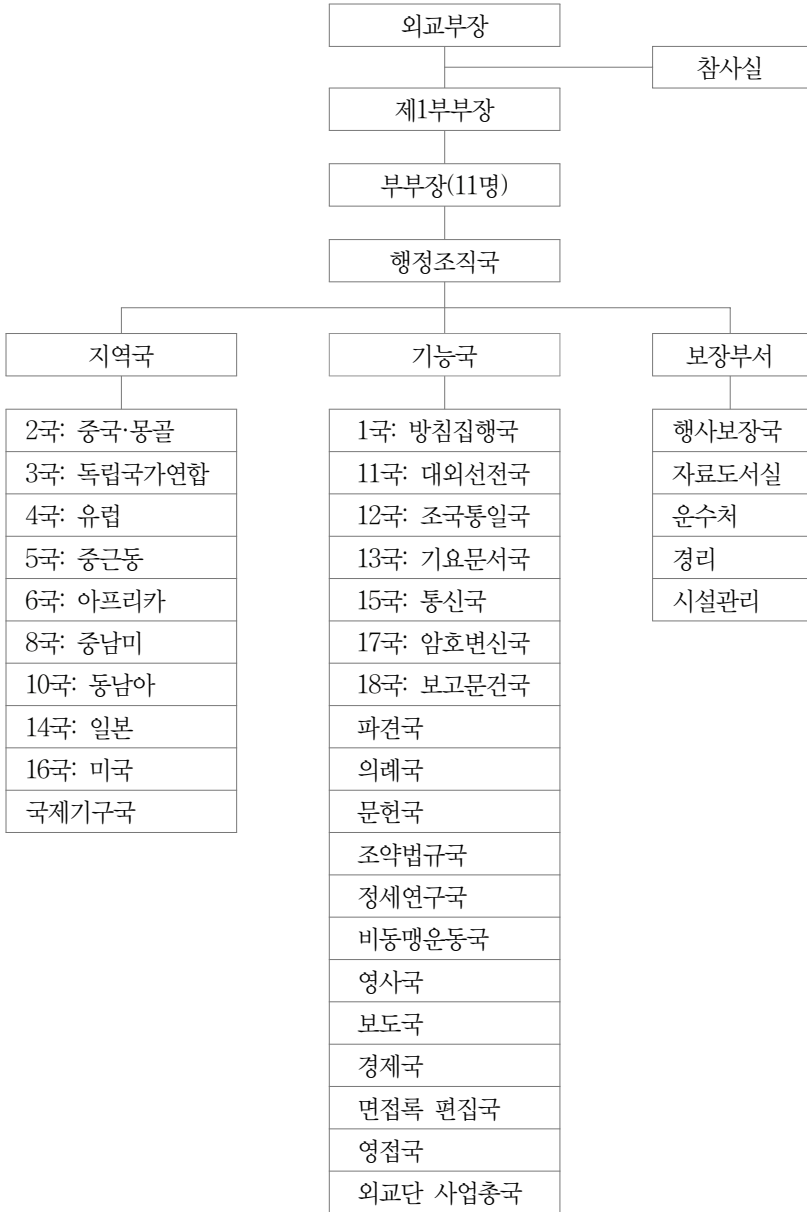 외교부장
참사실
제1부부장
부부장(11명)
행정조직국
지역국
2국: 중국·몽골
3국: 독립국가연합
4국: 유럽
5국: 중근동
6국: 아프리카
8국: 중남미
10국: 동남아
14국: 일본
16국: 미국
국제기구국
기능국
1국: 방침집행국
11국: 대외선전국
12국: 조국통일국
13국: 기요문서국
15국: 통신국
17국: 암호변신국
18국: 보고문건국
파견국
의례국
문헌국
조약법규국
정세연구국
비동맹운동국
영사국
보도국
경제국
면접록 편집국
영접국
외교단 사업총국
보장부서
행사보장국
자료도서실
운수처
경리
시설관리